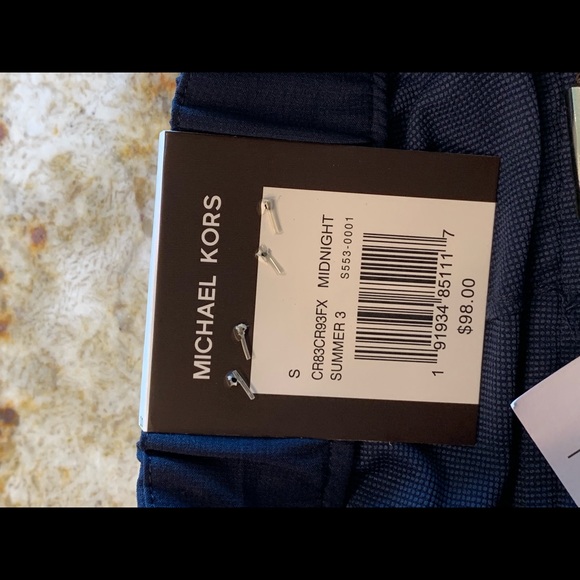 MICHAEL KORS
S
CR83CR93FX MIDNIGHT
SUMMER 3 S553-0001
1 91934 85111 7
$98.00